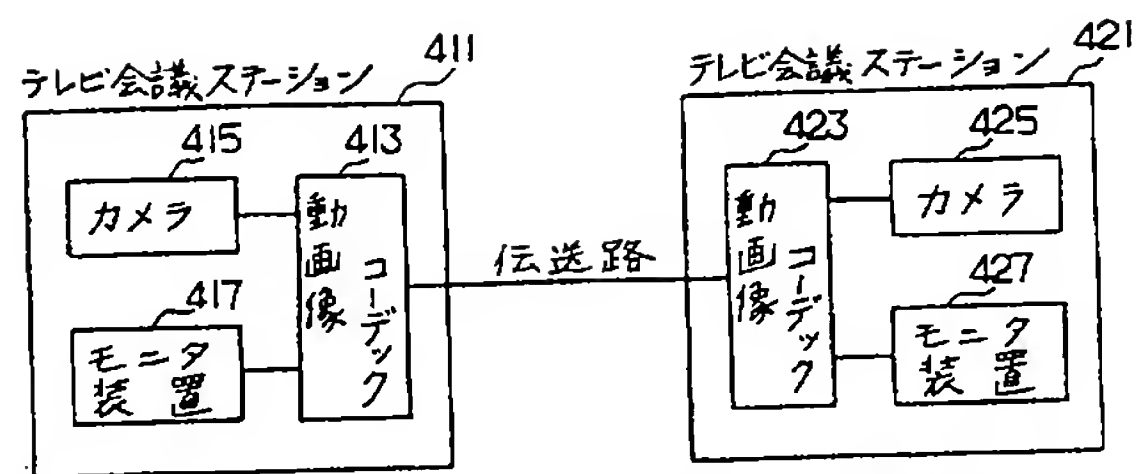 テレビ会議ステーション
411
415
カメラ
413
動画像
コーデック
417
モニタ
装置
伝送路
テレビ会議ステーション
421
423
動画像
コーデック
425
カメラ
427
モニタ
装置